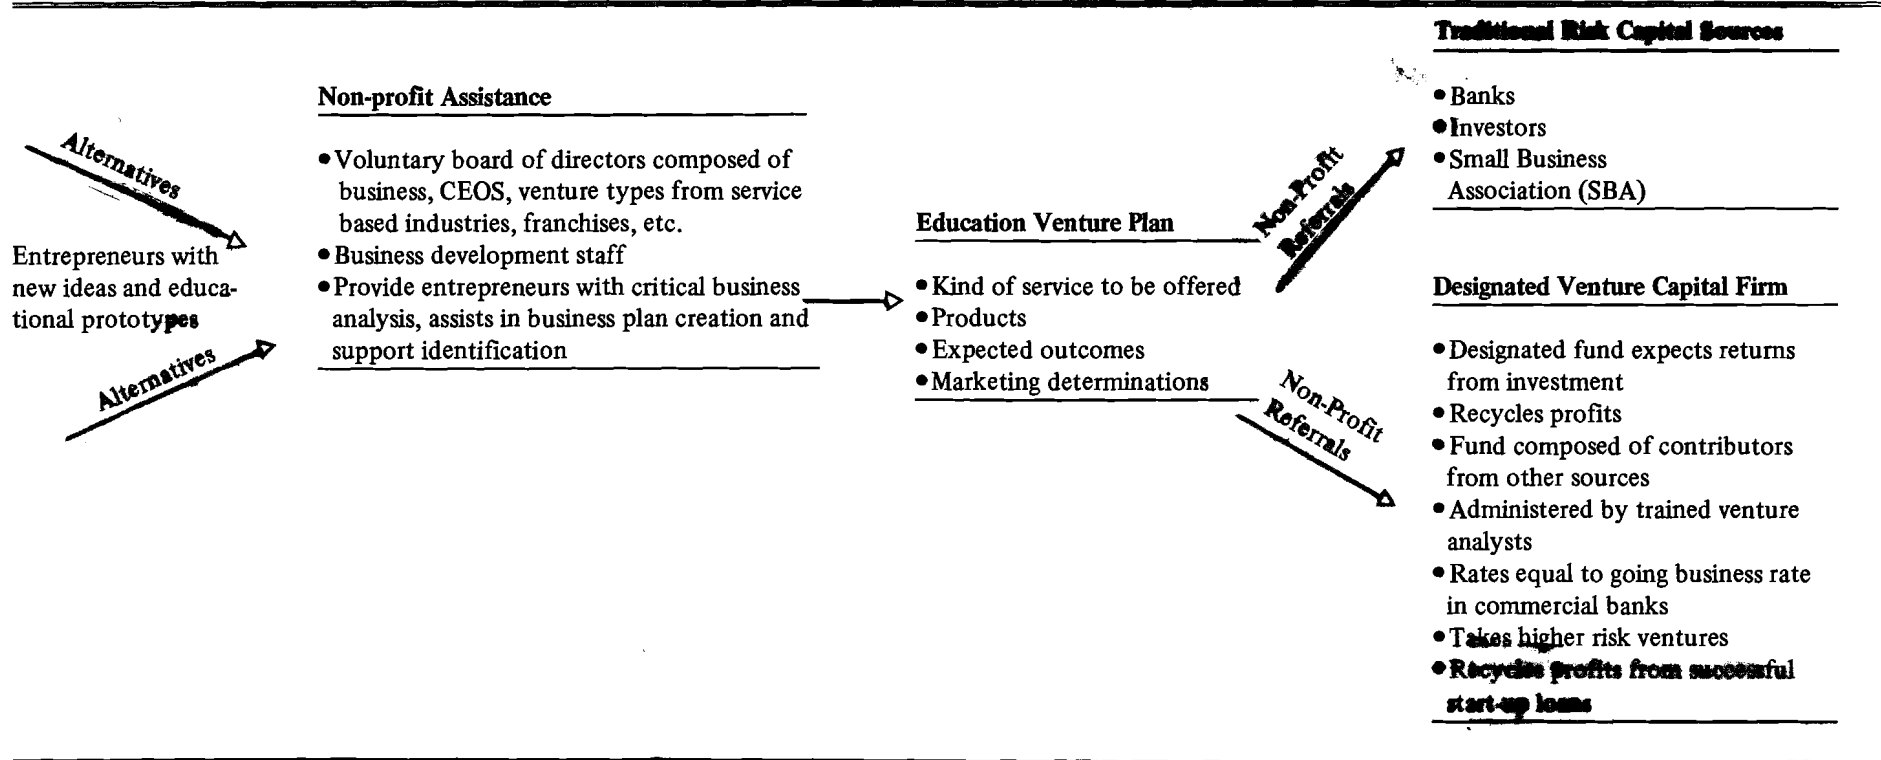 Alternatives
Entrepreneurs with
new ideas and educa-
tional prototypes
Alternatives
Non-profit Assistance
•Voluntary board of directors composed of
business, CEOS, venture types from service
based industries, franchises, etc.
•Business development staff
•Provide entrepreneurs with critical business
analysis, assists in business plan creation and
support identification
Education Venture Plan
•Kind of service to be offered
•Products
•Expected outcomes
•Marketing determinations
Non-Profit
Referrals
Non-Profit
Referrals
Traditional Risk Capital Sources
•Banks
•Investors
•Small Business
Association (SBA)
Designated Venture Capital Firm
•Designated fund expects returns
from investment
•Recycles profits
•Fund composed of contributors
from other sources
•Administered by trained venture
analysts
•Rates equal to going business rate
in commercial banks
•Takes higher risk ventures
•Recycles profits from successful
start-up loans